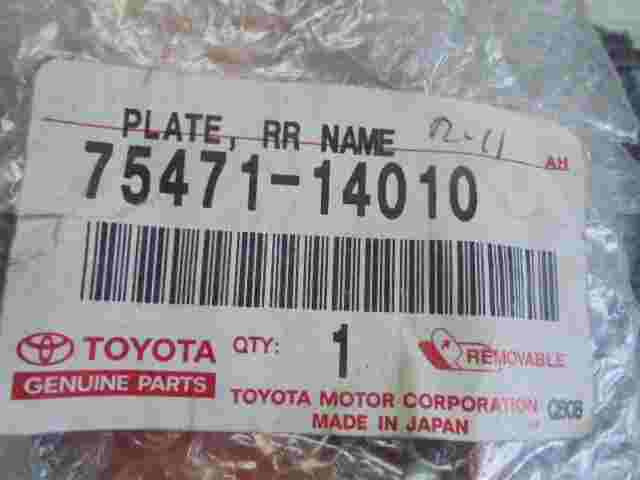 PLATE, RR NAME
AH
75471-14010
TOYOTA
GENUINE PARTS
QTY: 1
REMOVABLE
TOYOTA MOTOR CORPORATION
MADE IN JAPAN